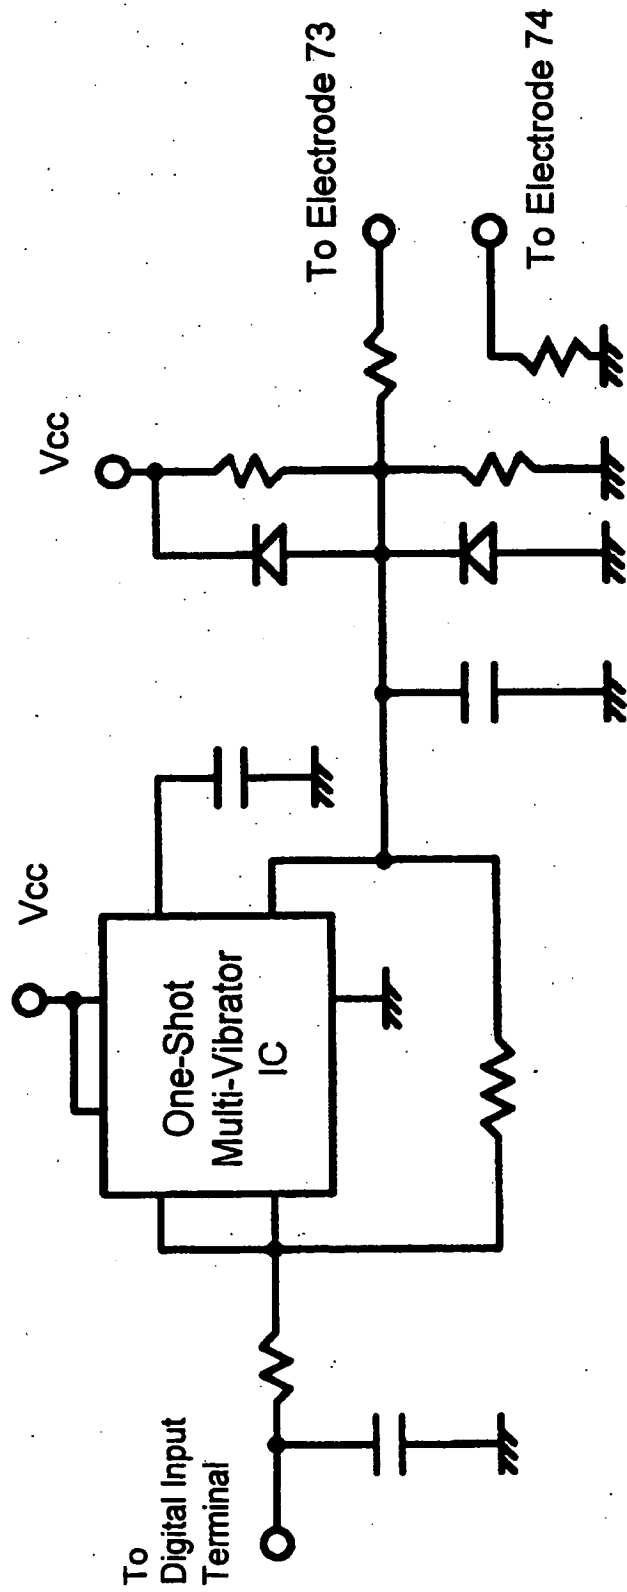 To
Digital Input
Terminal
Vcc
One-Shot
Multi-Vibrator
IC
Vcc
To Electrode 73
To Electrode 74